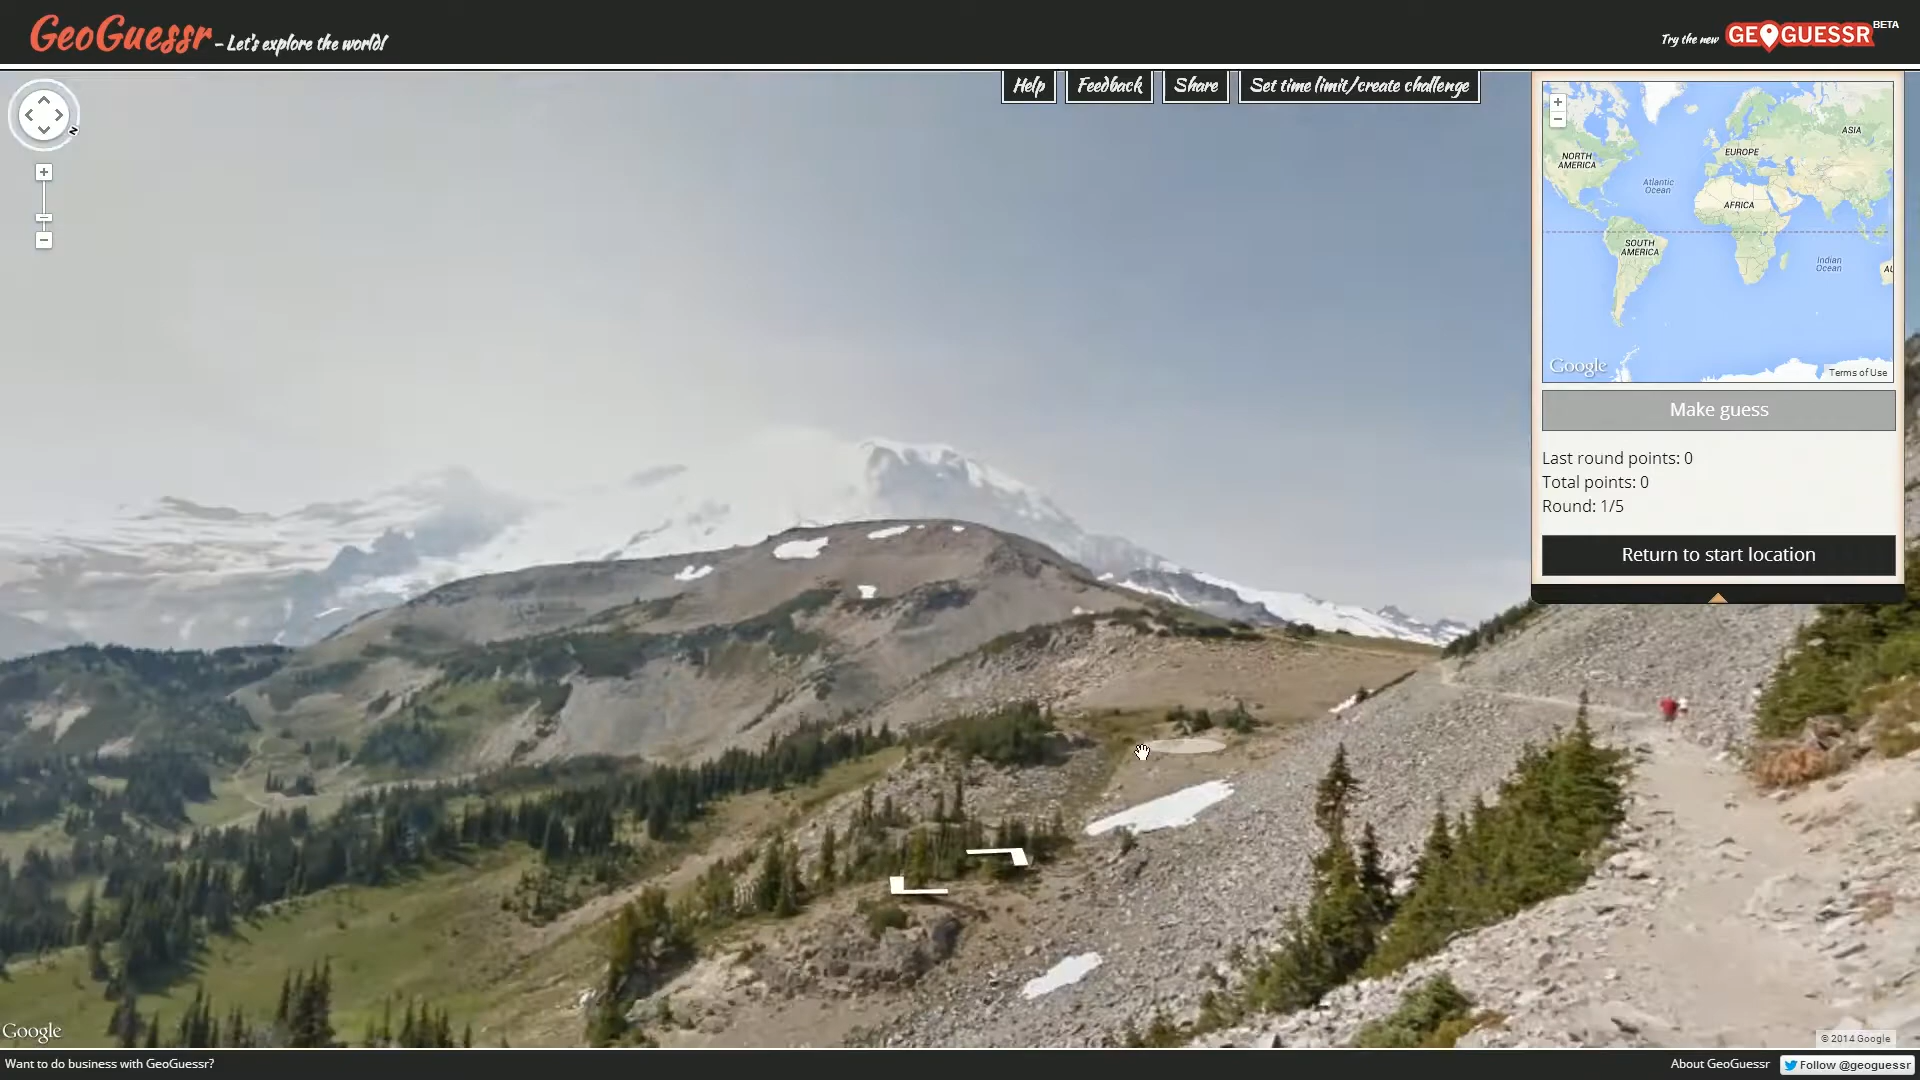 GeoGuessr - Let's explore the world!
Try the new GEOGUESSR BETA
Help
Feedback
Share
Set time limit/create challenge
N
+
−
+
−
NORTH
AMERICA
EUROPE
ASIA
Atlantic
Ocean
AFRICA
SOUTH
AMERICA
Indian
Ocean
AU
Google
Terms of Use
Make guess
Last round points: 0
Total points: 0
Round: 1/5
Return to start location
Google
© 2014 Google
Want to do business with GeoGuessr?
About GeoGuessr
Follow @geoguessr